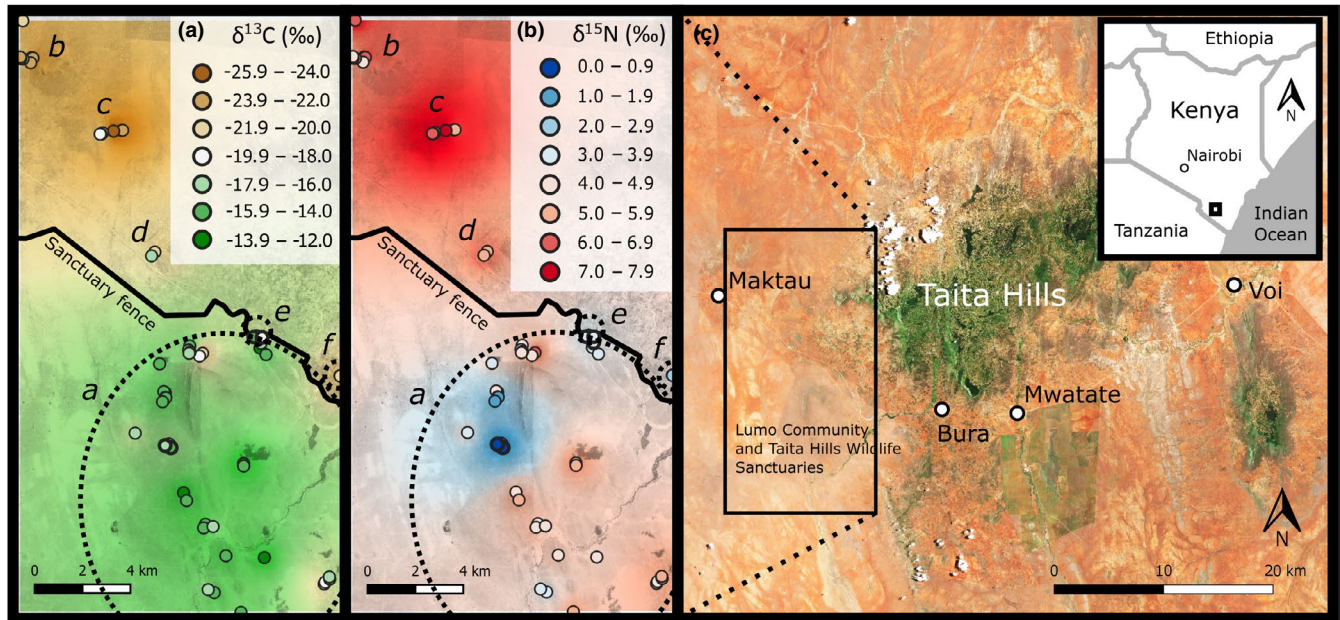 (a) δ¹³C (‰)
-25.9 – -24.0
-23.9 – -22.0
-21.9 – -20.0
-19.9 – -18.0
-17.9 – -16.0
-15.9 – -14.0
-13.9 – -12.0
b
c
d
Sanctuary fence
e
f
a
0 2 4 km
(b) δ¹⁵N (‰)
0.0 – 0.9
1.0 – 1.9
2.0 – 2.9
3.0 – 3.9
4.0 – 4.9
5.0 – 5.9
6.0 – 6.9
7.0 – 7.9
b
c
d
Sanctuary fence
e
f
a
0 2 4 km
(c)
Ethiopia
Kenya
N
Nairobi
Tanzania
Indian
Ocean
Maktau
Taita Hills
Voi
Mwatate
Bura
Lumo Community
and Taita Hills Wildlife
Sanctuaries
N
0 10 20 km